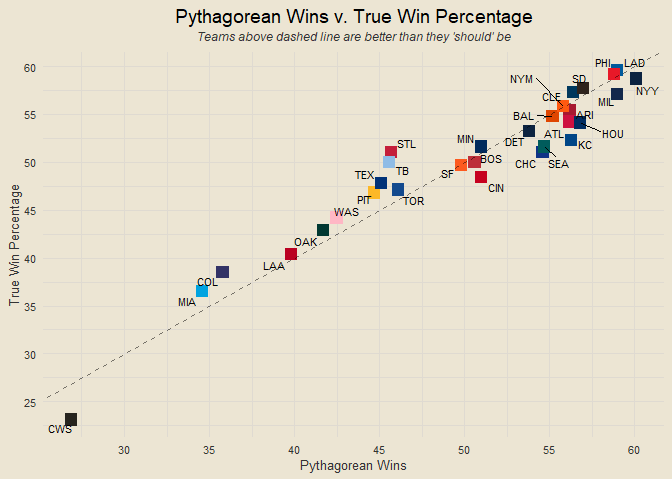 Pythagorean Wins v. True Win Percentage
Teams above dashed line are better than they 'should' be
True Win Percentage
60
55
50
45
40
35
30
25
PHI
LAD
NYM
SD
NYY
CLE
MIL
BAL
ARI
HOU
DET
ATL
KC
STL
MIN
CHC
SEA
TB
BOS
TEX
SF
CIN
PIT
TOR
WAS
OAK
LAA
COL
MIA
CWS
30
35
40
45
50
55
60
Pythagorean Wins